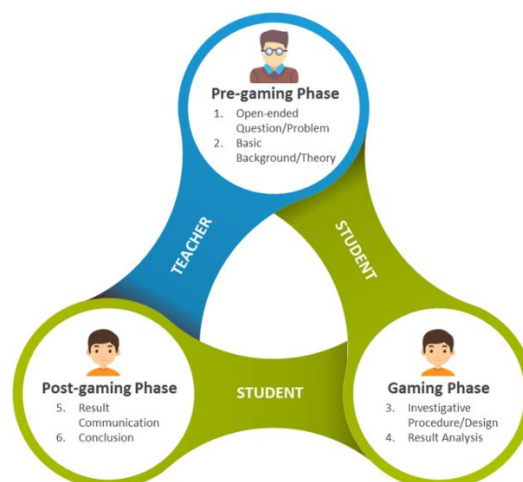 Pre-gaming Phase
1. Open-ended
Question/Problem
2. Basic
Background/Theory
TEACHER
STUDENT
Post-gaming Phase
5. Result
Communication
6. Conclusion
STUDENT
Gaming Phase
3. Investigative
Procedure/Design
4. Result Analysis